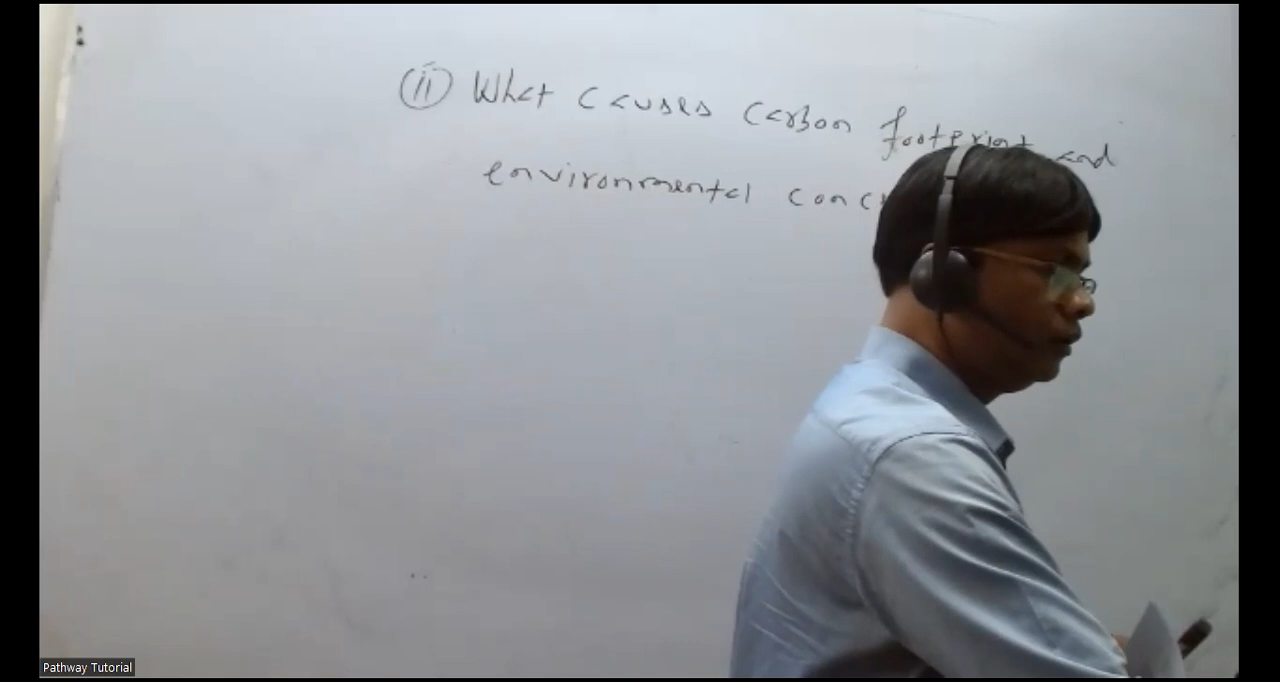 (ii) What causes carbon footprint and
environmental
Pathway Tutorial